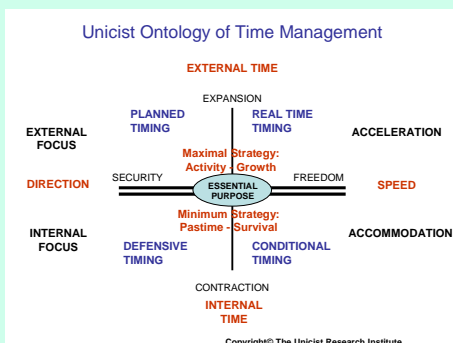 Unicist Ontology of Time Management
EXTERNAL TIME
EXPANSION
PLANNED TIMING
REAL TIME TIMING
EXTERNAL FOCUS
ACCELERATION
Maximal Strategy:
Activity - Growth
DIRECTION
SECURITY
ESSENTIAL
PURPOSE
FREEDOM
SPEED
Minimum Strategy:
Pastime - Survival
INTERNAL FOCUS
ACCOMMODATION
DEFENSIVE TIMING
CONDITIONAL TIMING
CONTRACTION
INTERNAL
TIME
Copyright© The Unicist Research Institute